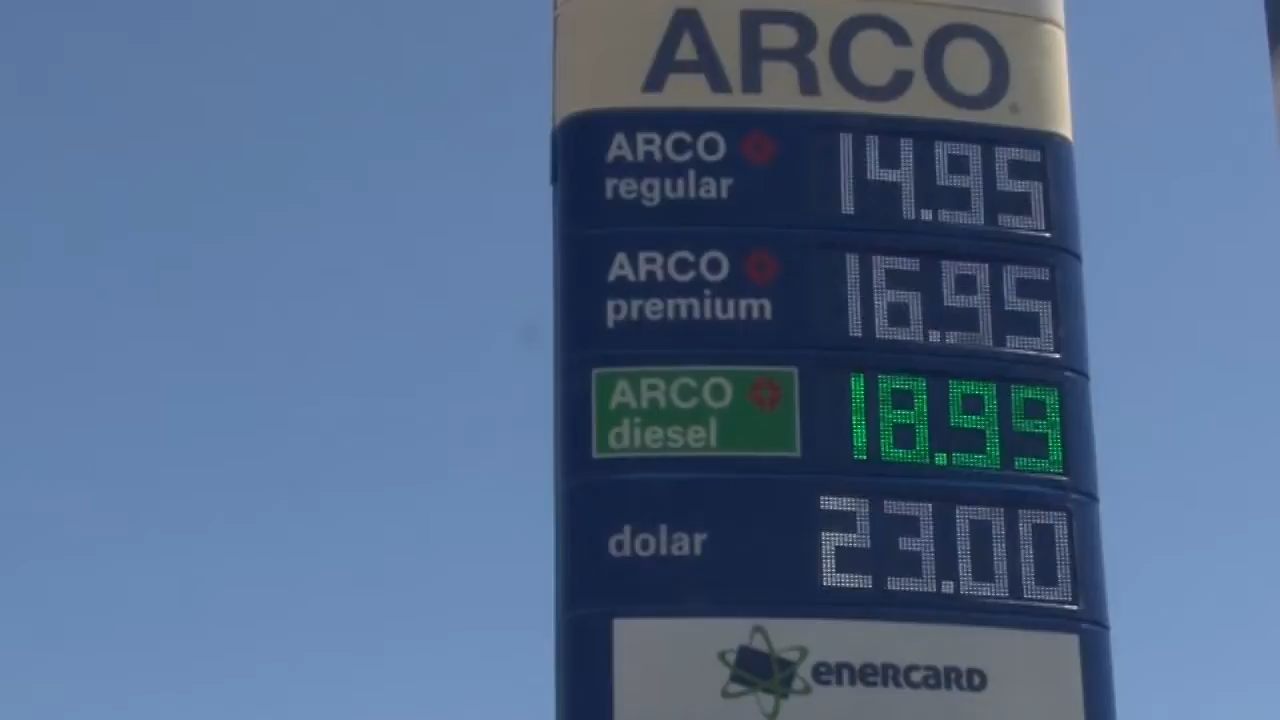 ARCO
ARCO 14.95
regular
ARCO 16.95
premium
ARCO 18.99
diesel
dolar 23.00
enercard